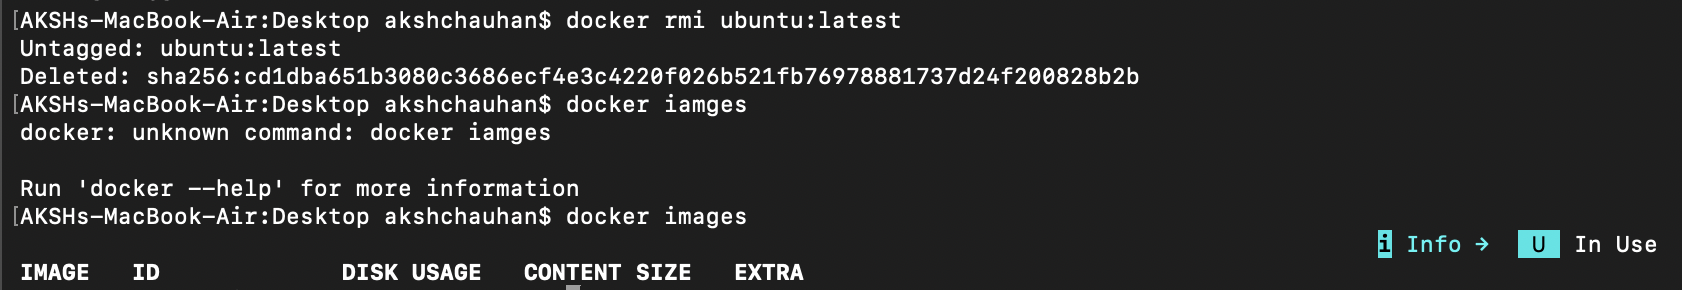 [AKSHs-MacBook-Air:Desktop akshchauhan$ docker rmi ubuntu:latest
Untagged: ubuntu:latest
Deleted: sha256:cd1dba651b3080c3686ecf4e3c4220f026b521fb76978881737d24f200828b2b
[AKSHs-MacBook-Air:Desktop akshchauhan$ docker iamges
docker: unknown command: docker iamges
Run 'docker --help' for more information
[AKSHs-MacBook-Air:Desktop akshchauhan$ docker images
i Info → U In Use
IMAGE ID DISK USAGE CONTENT SIZE EXTRA